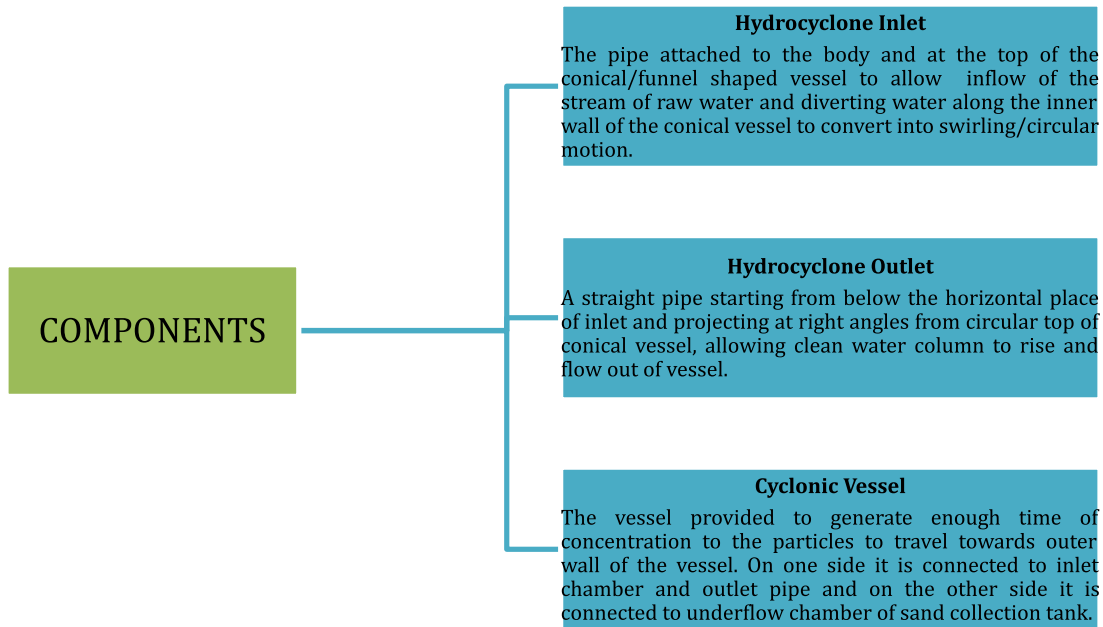 COMPONENTS
Hydrocyclone Inlet
The pipe attached to the body and at the top of the
conical/funnel shaped vessel to allow inflow of the
stream of raw water and diverting water along the inner
wall of the conical vessel to convert into swirling/circular
motion.
Hydrocyclone Outlet
A straight pipe starting from below the horizontal place
of inlet and projecting at right angles from circular top of
conical vessel, allowing clean water column to rise and
flow out of vessel.
Cyclonic Vessel
The vessel provided to generate enough time of
concentration to the particles to travel towards outer
wall of the vessel. On one side it is connected to inlet
chamber and outlet pipe and on the other side it is
connected to underflow chamber of sand collection tank.